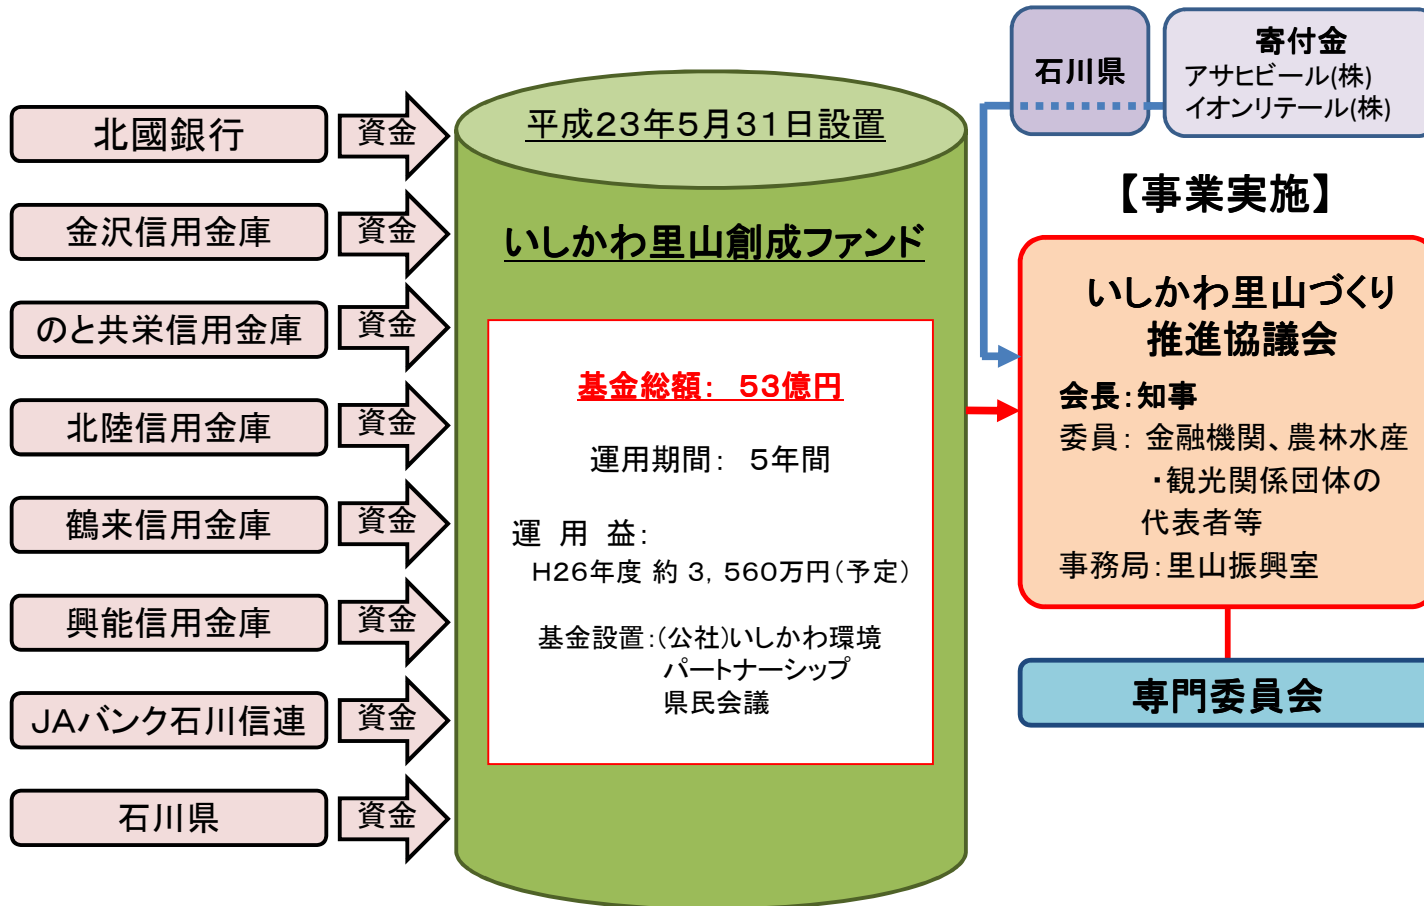 北國銀行
資金
金沢信用金庫
資金
のと共栄信用金庫
資金
北陸信用金庫
資金
鶴来信用金庫
資金
興能信用金庫
資金
JAバンク石川信連
資金
石川県
資金
平成23年5月31日設置
いしかわ里山創成ファンド
基金総額： 53億円
運用期間： 5年間
運 用 益：
H26年度 約 3，560万円（予定）
基金設置：(公社)いしかわ環境
パートナーシップ
県民会議
石川県
寄付金
アサヒビール(株)
イオンリテール(株)
【事業実施】
いしかわ里山づくり
推進協議会
会長：知事
委員： 金融機関、農林水産
・観光関係団体の
代表者等
事務局：里山振興室
専門委員会